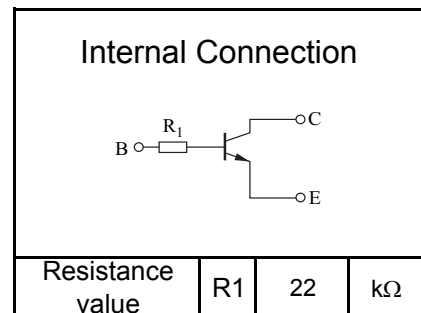 Internal Connection
R1
C
B
E
Resistance value R1 22 kΩ